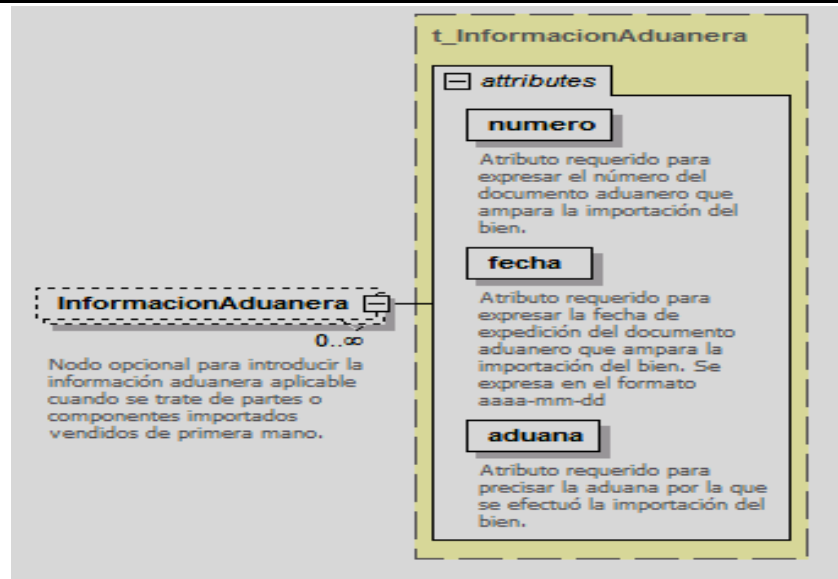 t_InformacionAduanera
attributes
numero
Atributo requerido para
expresar el número del
documento aduanero que
ampara la importación del
bien.
fecha
Atributo requerido para
expresar la fecha de
expedición del documento
aduanero que ampara la
importación del bien. Se
expresa en el formato
aaaa-mm-dd
InformacionAduanera
0..∞
Nodo opcional para introducir la
información aduanera aplicable
cuando se trate de partes o
componentes importados
vendidos de primera mano.
aduana
Atributo requerido para
precisar la aduana por la que
se efectuó la importación del
bien.